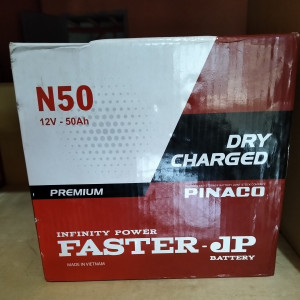 N50
12V - 50Ah
DRY
CHARGED
PREMIUM
PINACO
INFINITY POWER
FASTER-JP
BATTERY
MADE IN VIETNAM